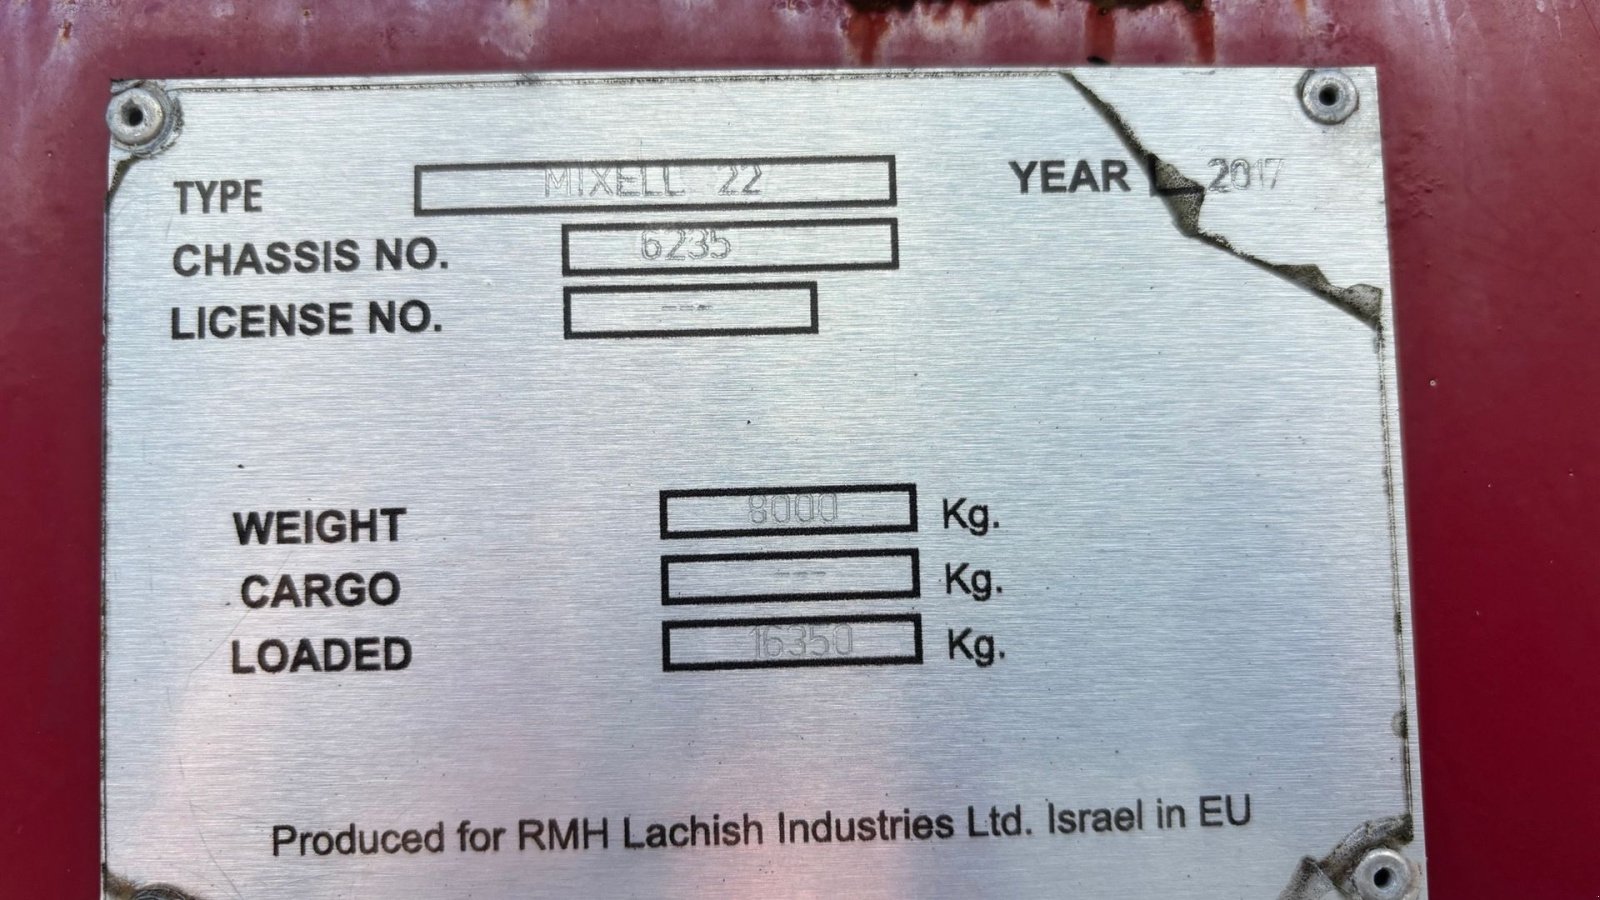 TYPE MIXELL 22 YEAR 2017
CHASSIS NO. 6235
LICENSE NO. ---
WEIGHT 8000 Kg.
CARGO --- Kg.
LOADED 16350 Kg.
Produced for RMH Lachish Industries Ltd. Israel in EU